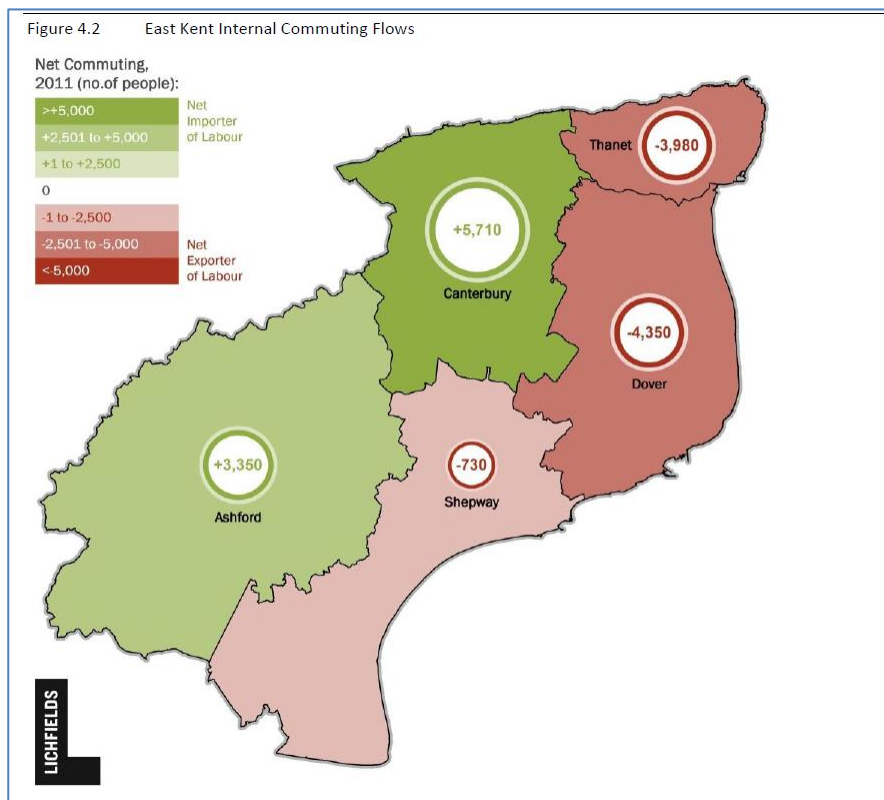 Figure 4.2 East Kent Internal Commuting Flows
Net Commuting,
2011 (no.of people):
>+5,000
+2,501 to +5,000
+1 to +2,500
0
-1 to -2,500
-2,501 to -5,000
<-5,000
Net
Importer
of Labour
Net
Exporter
of Labour
Thanet
-3,980
+5,710
Canterbury
-4,350
Dover
+3,350
Ashford
-730
Shepway
LICHFIELDS